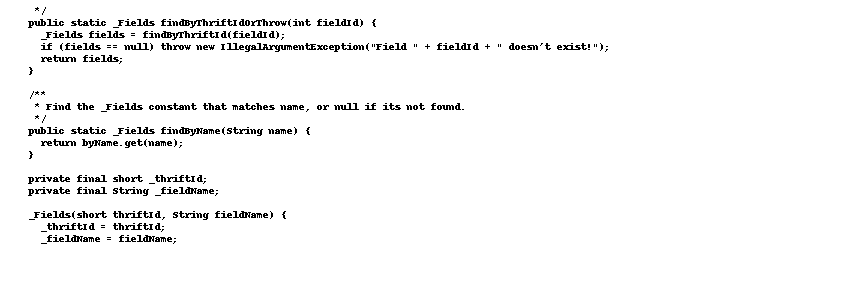 */
public static _Fields findByThriftIdOrThrow(int fieldId) {
_Fields fields = findByThriftId(fieldId);
if (fields == null) throw new IllegalArgumentException("Field " + fieldId + " doesn't exist!");
return fields;
}
/**
* Find the _Fields constant that matches name, or null if its not found.
*/
public static _Fields findByName(String name) {
return byName.get(name);
}
private final short _thriftId;
private final String _fieldName;
_Fields(short thriftId, String fieldName) {
_thriftId = thriftId;
_fieldName = fieldName;